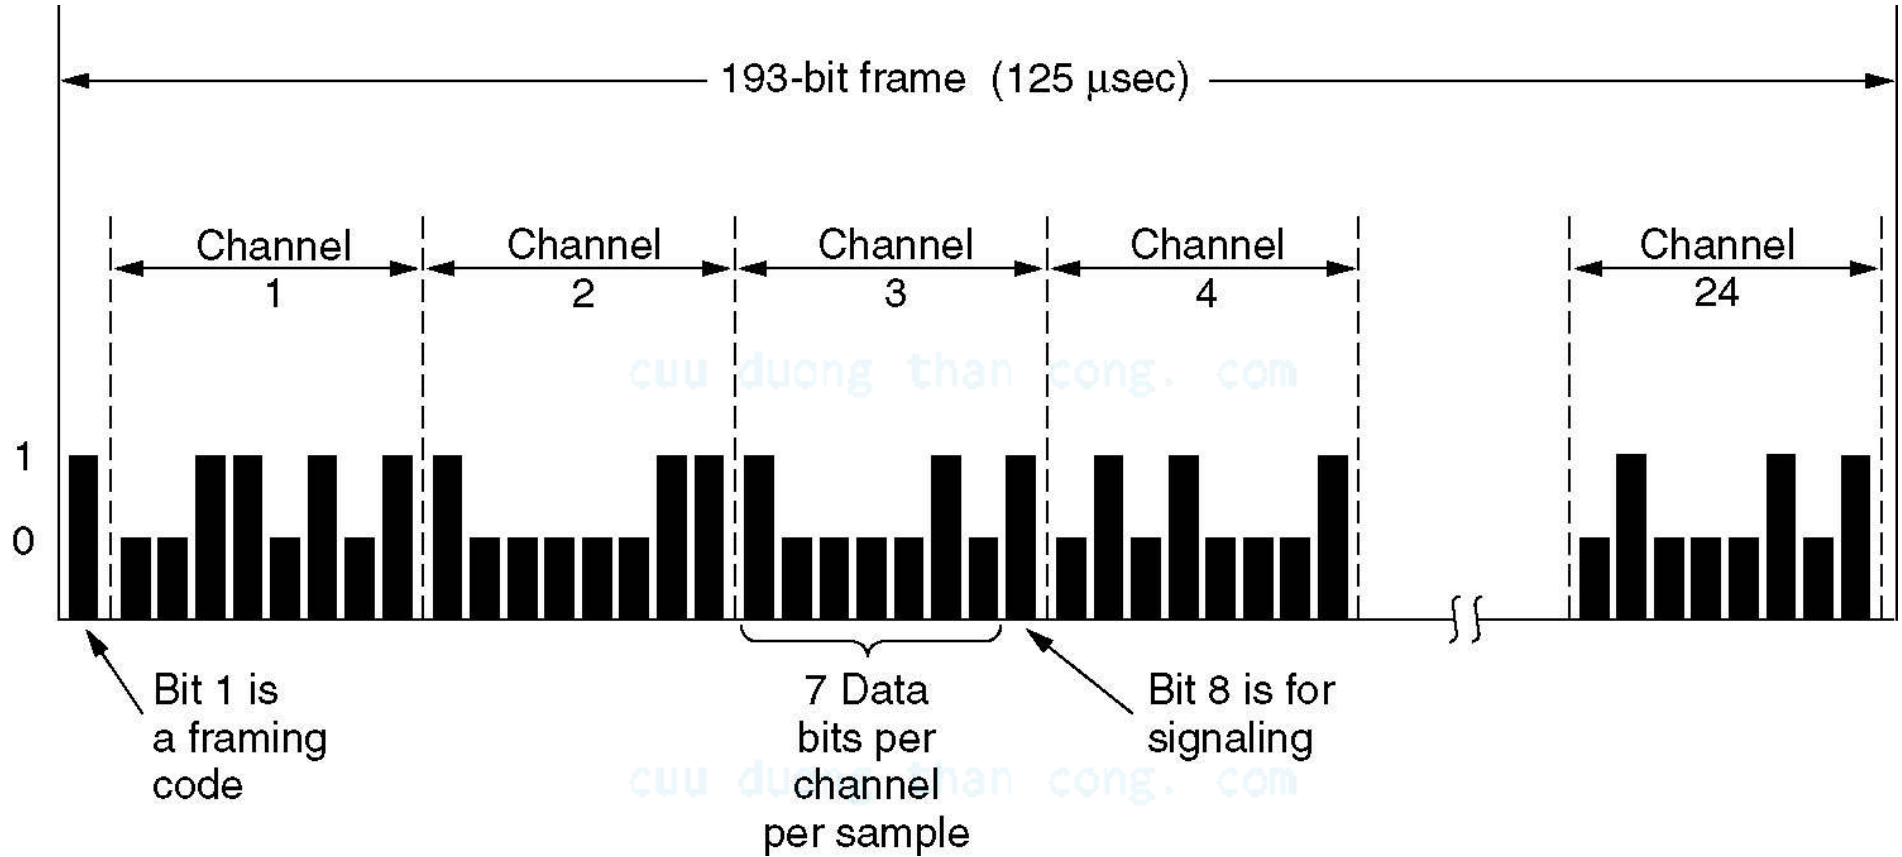 193-bit frame (125 μsec)
Channel
1
Channel
2
Channel
3
Channel
4
Channel
24
cuu duong than cong. com
1
0
Bit 1 is
a framing
code
7 Data
bits per
channel
per sample
Bit 8 is for
signaling
cuu duong than cong. com